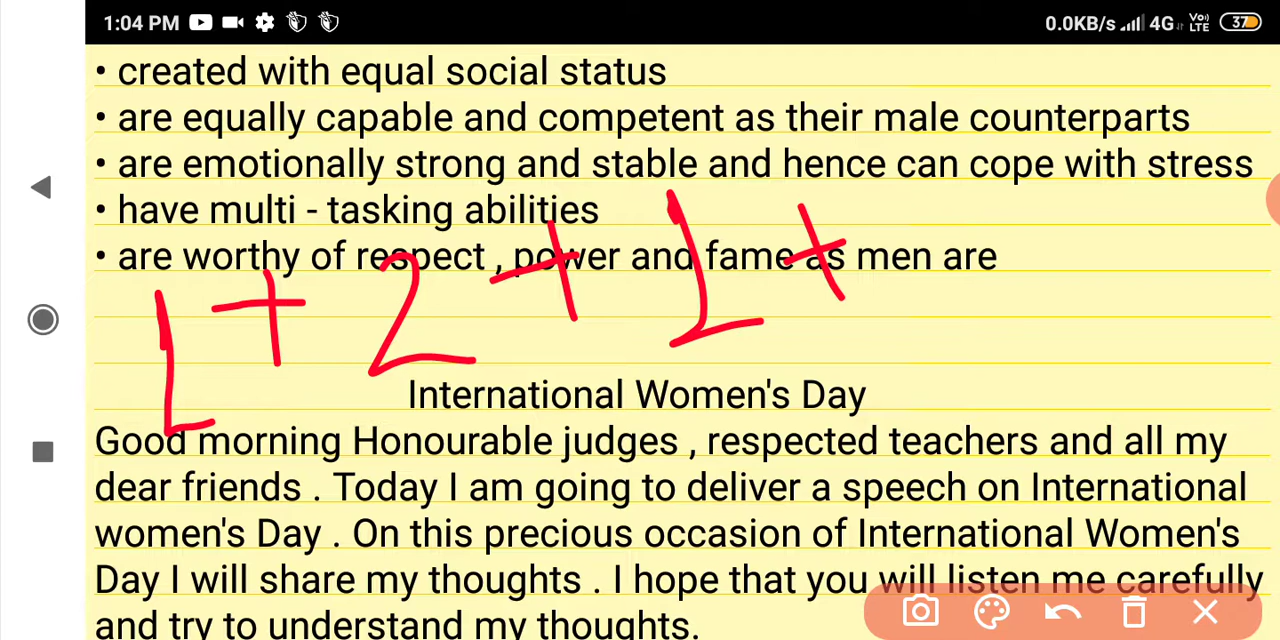 1:04 PM 0.0KB/s 4G Vo) LTE 37
• created with equal social status
• are equally capable and competent as their male counterparts
• are emotionally strong and stable and hence can cope with stress
• have multi - tasking abilities
• are worthy of respect , power and fame as men are
1 + 2 + 1 +
International Women's Day
Good morning Honourable judges , respected teachers and all my
dear friends . Today I am going to deliver a speech on International
women's Day . On this precious occasion of International Women's
Day I will share my thoughts . I hope that you will listen me carefully
and try to understand my thoughts.